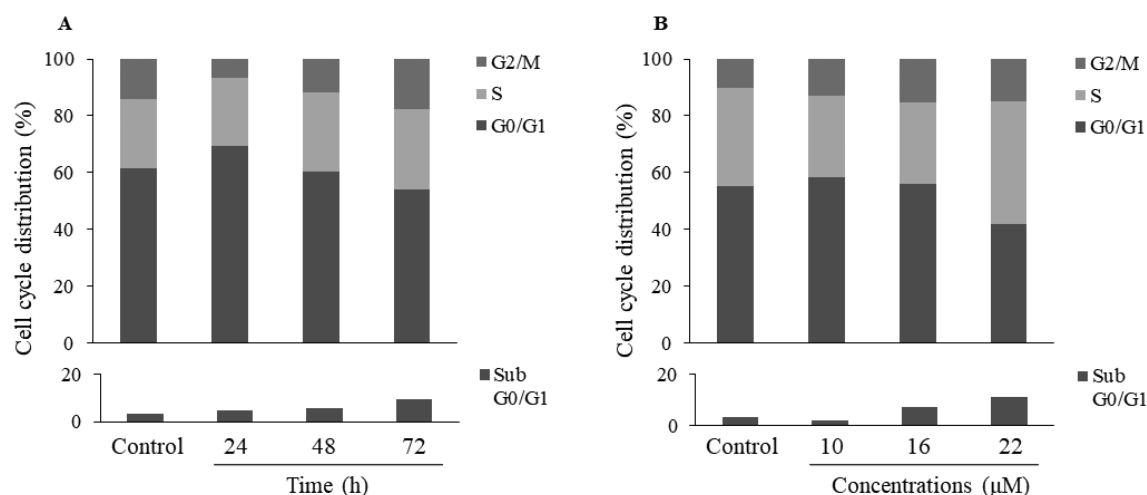 A
Cell cycle distribution (%)
100
80
60
40
20
0
G2/M
S
G0/G1
20
0
Sub
G0/G1
Control 24 48 72
Time (h)
B
Cell cycle distribution (%)
100
80
60
40
20
0
G2/M
S
G0/G1
20
0
Sub
G0/G1
Control 10 16 22
Concentrations (μM)